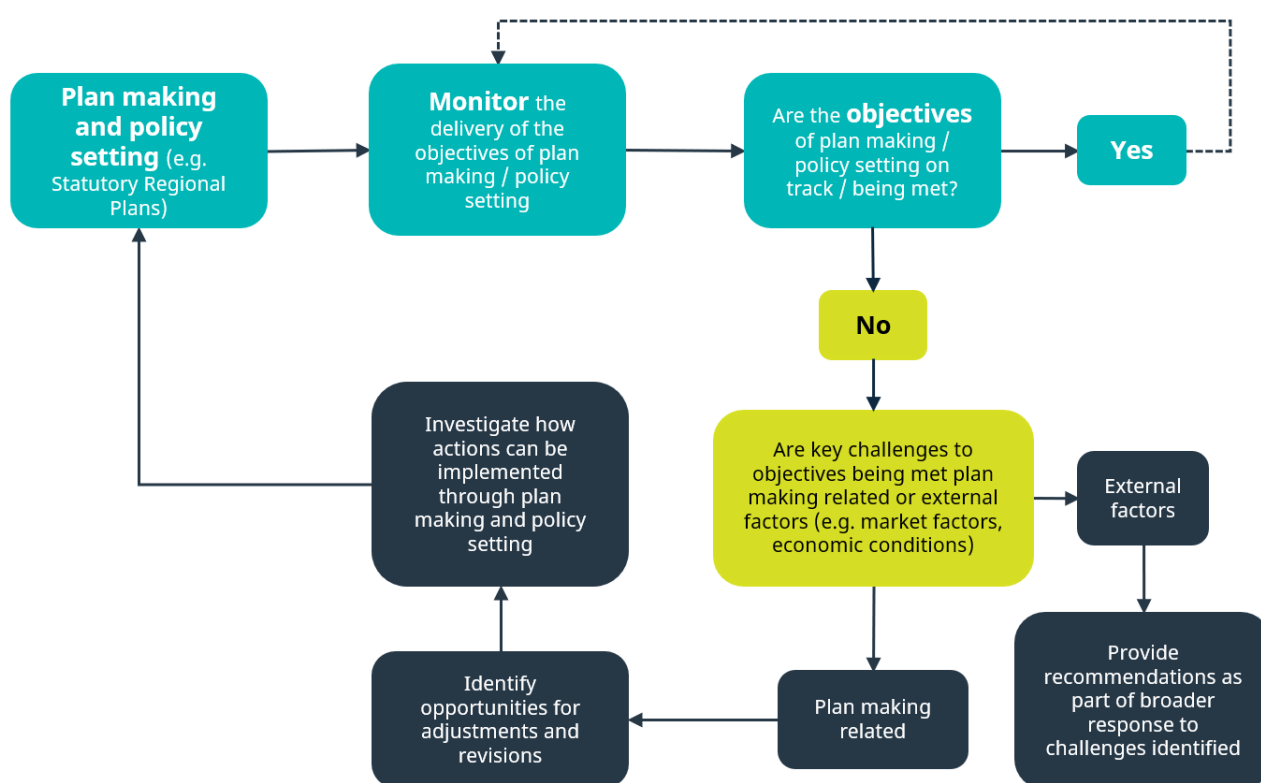 Plan making
and policy
setting (e.g.
Statutory Regional
Plans)
Monitor the
delivery of the
objectives of plan
making / policy
setting
Are the objectives
of plan making /
policy setting on
track / being met?
Yes
No
Are key challenges to
objectives being met plan
making related or external
factors (e.g. market factors,
economic conditions)
External
factors
Provide
recommendations as
part of broader
response to
challenges identified
Plan making
related
Identify
opportunities for
adjustments and
revisions
Investigate how
actions can be
implemented
through plan
making and policy
setting